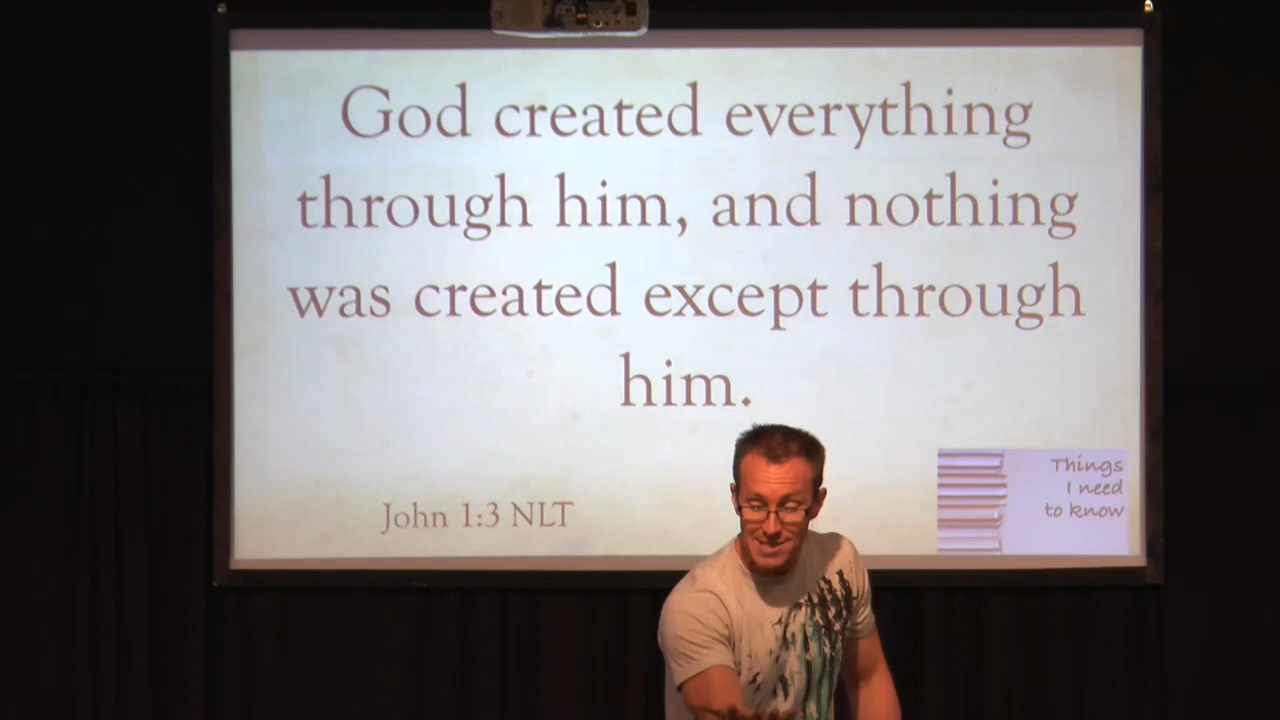 God created everything
through him, and nothing
was created except through
him.
John 1:3 NLT
Things
I need
to know